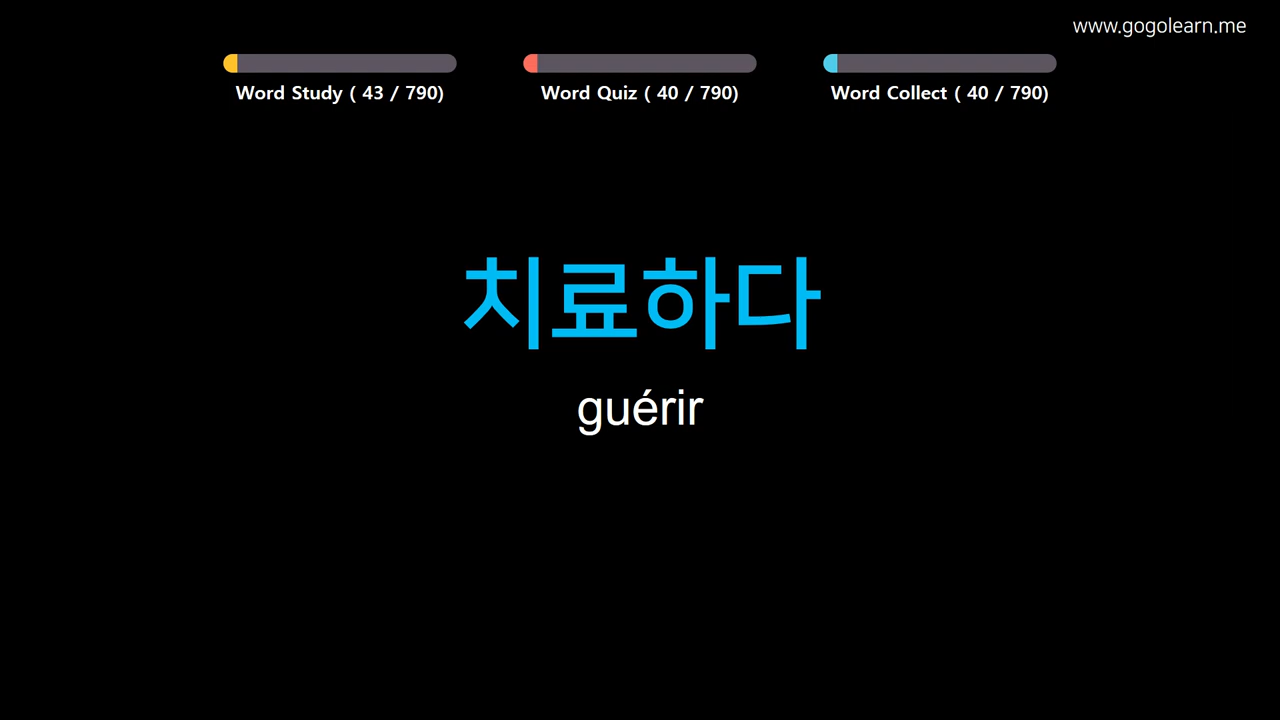 www.gogolearn.me
Word Study ( 43 / 790)
Word Quiz ( 40 / 790)
Word Collect ( 40 / 790)
치료하다
guérir